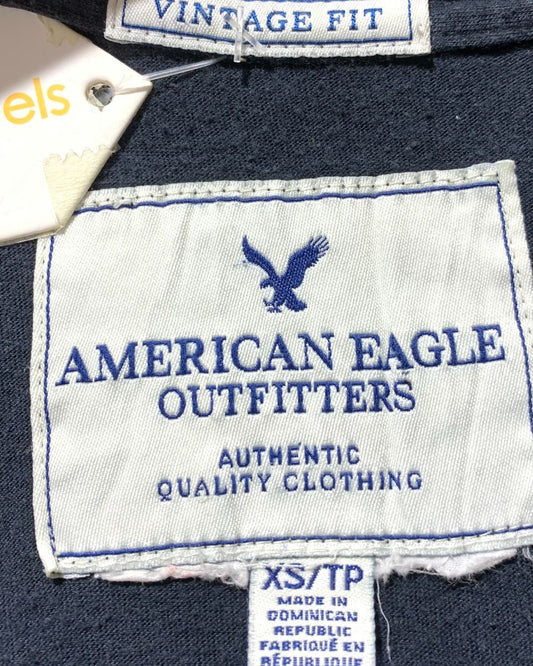 VINTAGE FIT
els
AMERICAN EAGLE
OUTFITTERS
AUTHENTIC
QUALITY CLOTHING
XS/TP
MADE IN
DOMINICAN
REPUBLIC
FABRIQUÉ EN
RÉPUBLIQUE